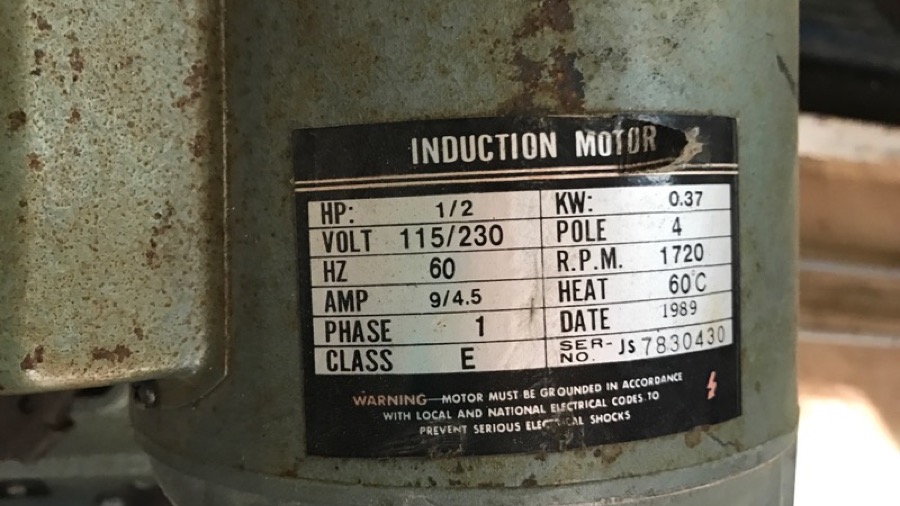 INDUCTION MOTOR
HP: 1/2 KW: 0.37
VOLT 115/230 POLE 4
HZ 60 R.P.M. 1720
AMP 9/4.5 HEAT 60°C
PHASE 1 DATE 1989
CLASS E SER-NO. JS 7830430
WARNING—MOTOR MUST BE GROUNDED IN ACCORDANCE
WITH LOCAL AND NATIONAL ELECTRICAL CODES TO
PREVENT SERIOUS ELECTRICAL SHOCKS